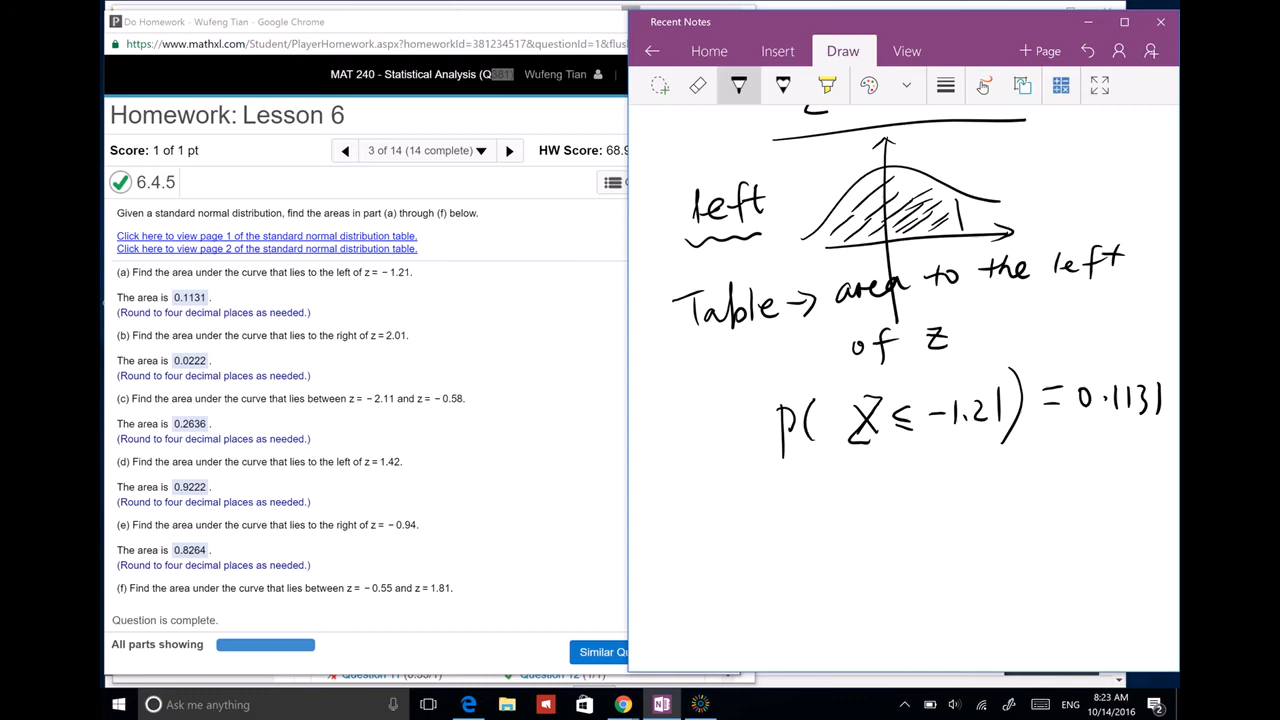 Do Homework - Wufeng Tian - Google Chrome
https://www.mathxl.com/Student/PlayerHomework.aspx?homeworkId=381234517&questionId=1&flus
MAT 240 - Statistical Analysis (Q
Wufeng Tian
Homework: Lesson 6
Score: 1 of 1 pt
3 of 14 (14 complete)
HW Score: 68.9
6.4.5
Given a standard normal distribution, find the areas in part (a) through (f) below.
Click here to view page 1 of the standard normal distribution table.
Click here to view page 2 of the standard normal distribution table.
(a) Find the area under the curve that lies to the left of z = − 1.21.
The area is 0.1131 .
(Round to four decimal places as needed.)
(b) Find the area under the curve that lies to the right of z = 2.01.
The area is 0.0222 .
(Round to four decimal places as needed.)
(c) Find the area under the curve that lies between z = − 2.11 and z = − 0.58.
The area is 0.2636 .
(Round to four decimal places as needed.)
(d) Find the area under the curve that lies to the left of z = 1.42.
The area is 0.9222 .
(Round to four decimal places as needed.)
(e) Find the area under the curve that lies to the right of z = − 0.94.
The area is 0.8264 .
(Round to four decimal places as needed.)
(f) Find the area under the curve that lies between z = − 0.55 and z = 1.81.
Question is complete.
All parts showing
Similar Qu
Recent Notes
Home
Insert
Draw
View
+ Page
left
Table → area to the left
of z
P( Z ≤ -1.21) = 0.1131
Ask me anything
ENG
8:23 AM
10/14/2016
2